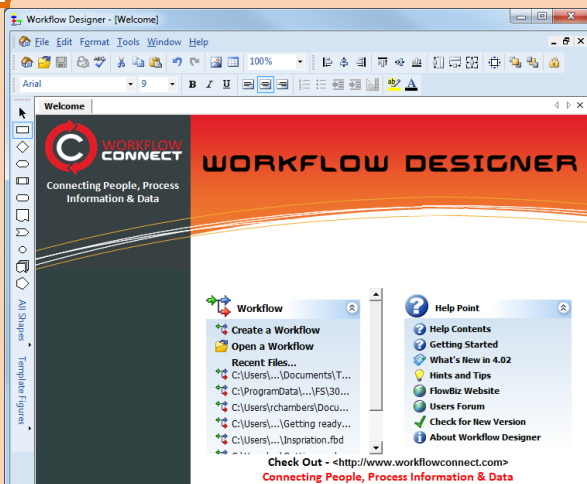 Workflow Designer - [Welcome]
File Edit Format Tools Window Help
100%
Arial 9 B I U ab A
Welcome
WORKFLOW
CONNECT
Connecting People, Process
Information & Data
WORKFLOW DESIGNER
All Shapes
Template Figures
Workflow
Create a Workflow
Open a Workflow
Recent Files...
C:\Users\...\Documents\T...
C:\ProgramData\...\FS\30...
C:\Users\rchambers\Docu...
C:\Users\...\Getting ready...
C:\Users\...\Inspriation.fbd
Help Point
Help Contents
Getting Started
What's New in 4.02
Hints and Tips
FlowBiz Website
Users Forum
Check for New Version
About Workflow Designer
Check Out - <http://www.workflowconnect.com>
Connecting People, Process Information & Data